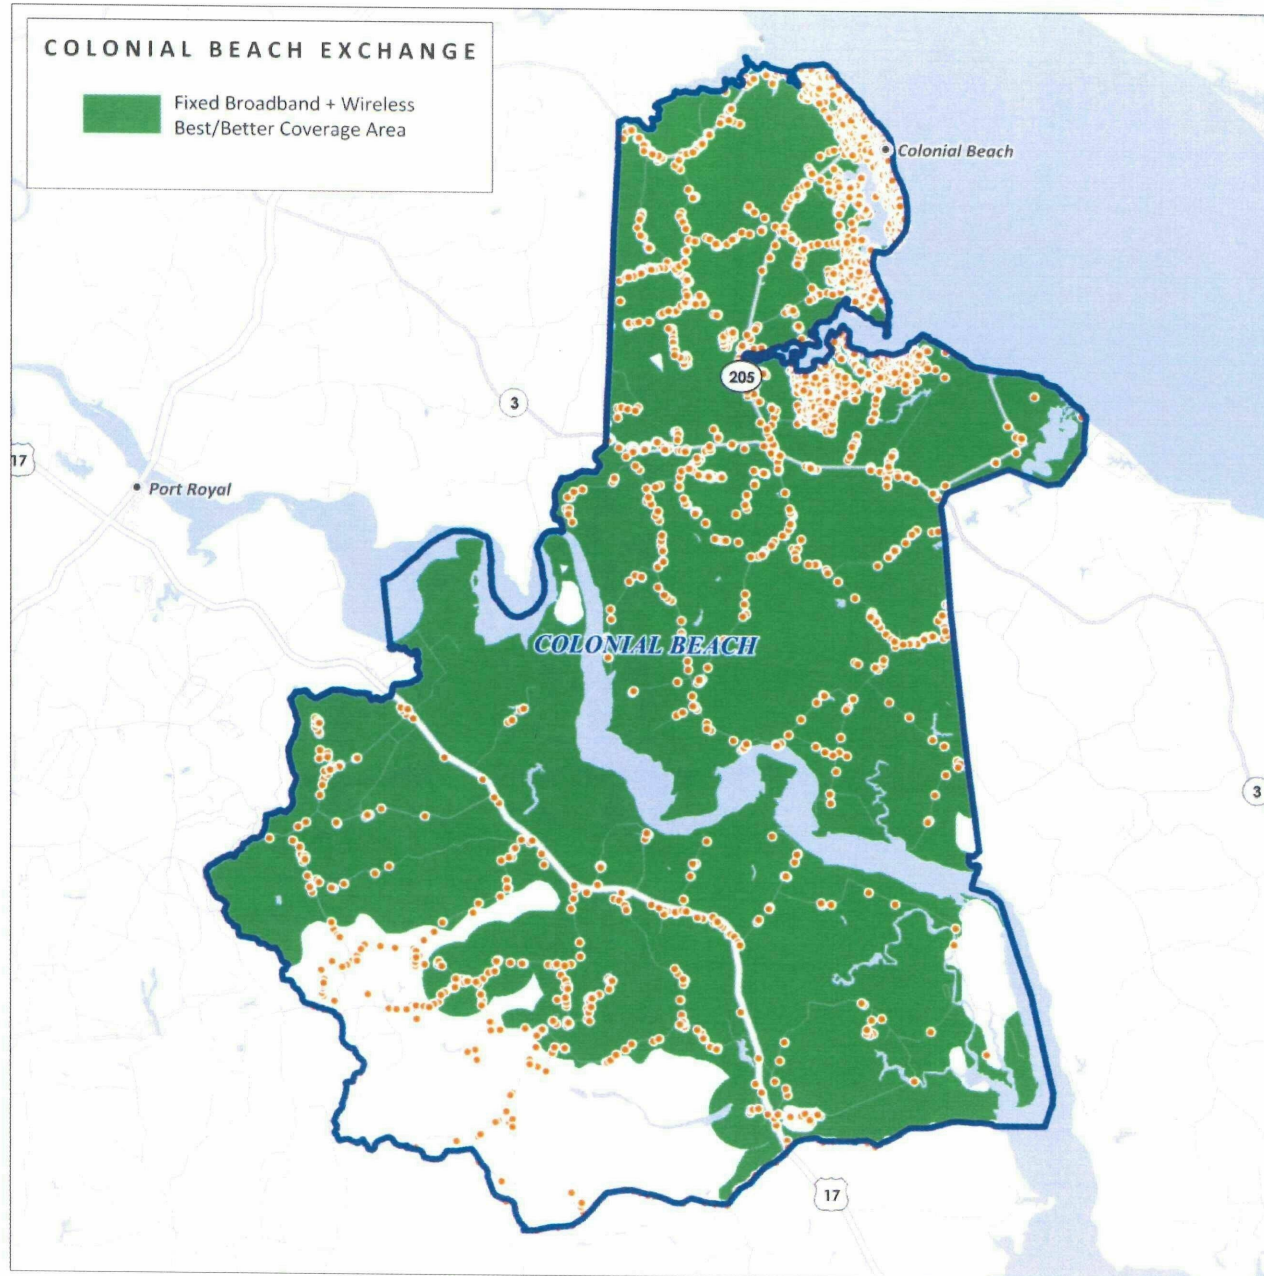 COLONIAL BEACH EXCHANGE
Fixed Broadband + Wireless
Best/Better Coverage Area
Colonial Beach
205
3
17
Port Royal
COLONIAL BEACH
3
17